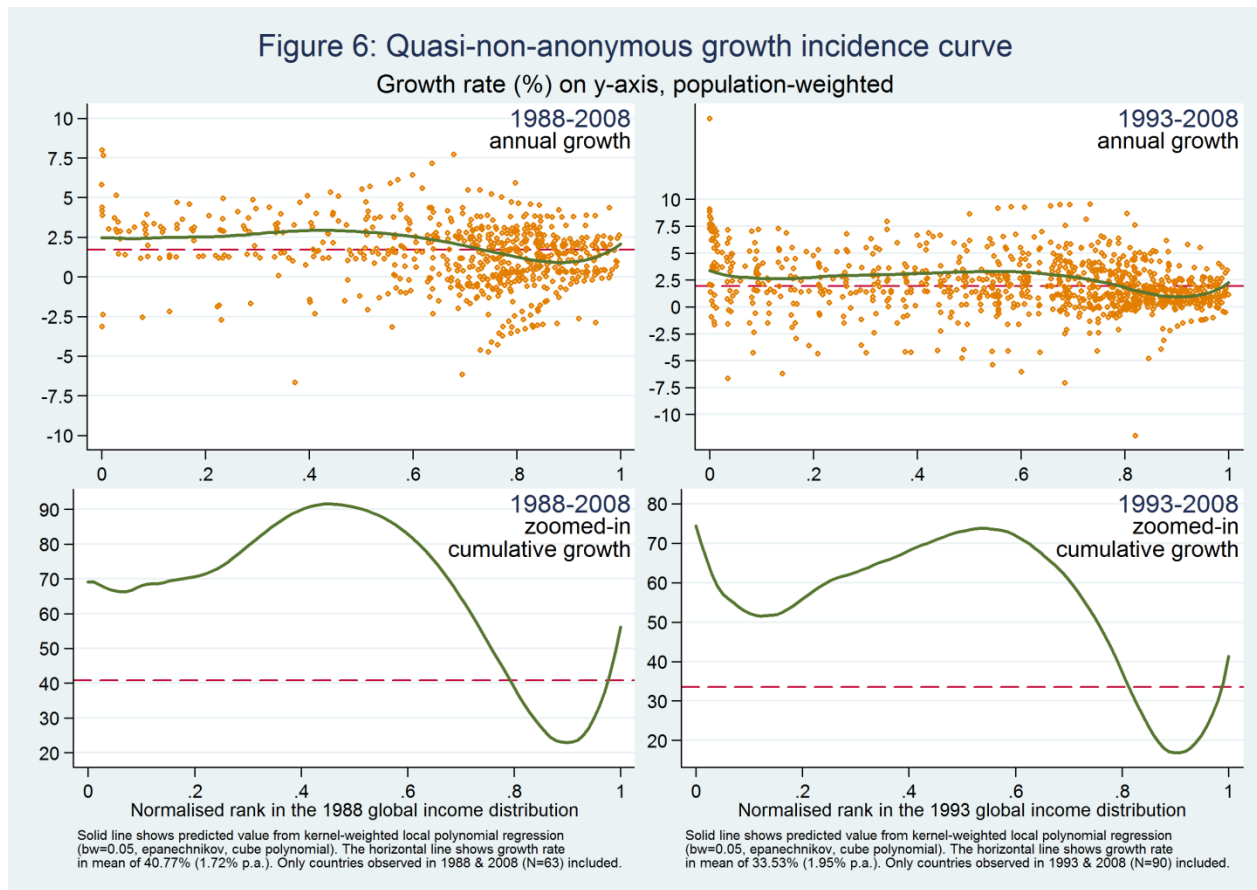 Figure 6: Quasi-non-anonymous growth incidence curve
Growth rate (%) on y-axis, population-weighted
1988-2008
annual growth
10
7.5
5
2.5
0
-2.5
-5
-7.5
-10
0 .2 .4 .6 .8 1
1993-2008
annual growth
10
7.5
5
2.5
0
-2.5
-5
-7.5
-10
0 .2 .4 .6 .8 1
1988-2008
zoomed-in
cumulative growth
90
80
70
60
50
40
30
20
0 .2 .4 .6 .8 1
Normalised rank in the 1988 global income distribution
Solid line shows predicted value from kernel-weighted local polynomial regression
(bw=0.05, epanechnikov, cube polynomial). The horizontal line shows growth rate
in mean of 40.77% (1.72% p.a.). Only countries observed in 1988 & 2008 (N=63) included.
1993-2008
zoomed-in
cumulative growth
80
70
60
50
40
30
20
0 .2 .4 .6 .8 1
Normalised rank in the 1993 global income distribution
Solid line shows predicted value from kernel-weighted local polynomial regression
(bw=0.05, epanechnikov, cube polynomial). The horizontal line shows growth rate
in mean of 33.53% (1.95% p.a.). Only countries observed in 1993 & 2008 (N=90) included.